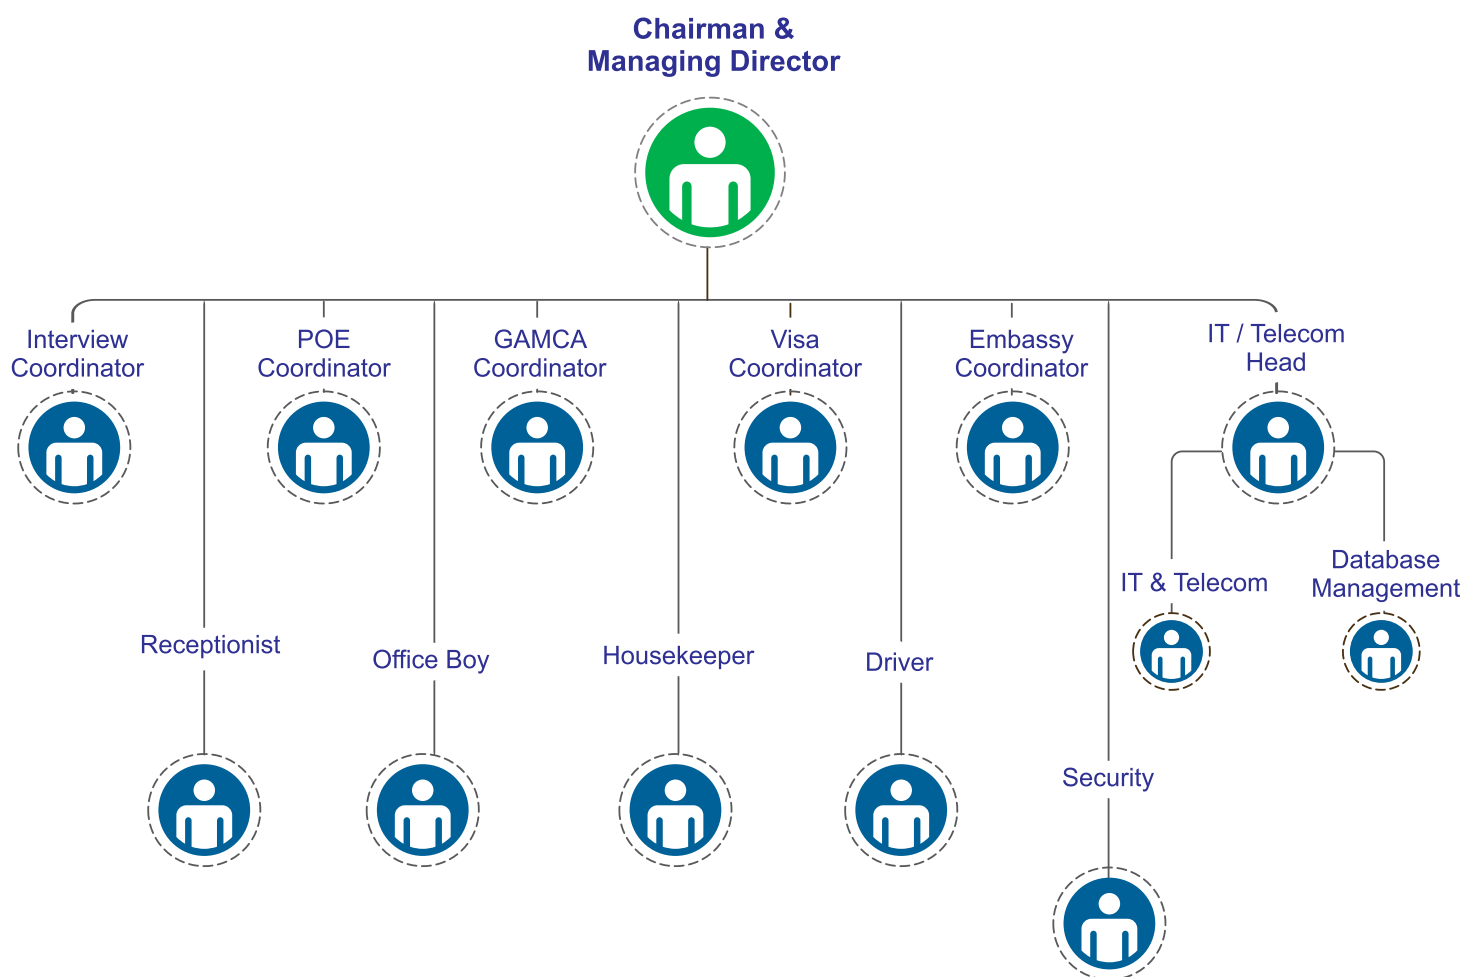 Chairman &
Managing Director
Interview
Coordinator
POE
Coordinator
GAMCA
Coordinator
Visa
Coordinator
Embassy
Coordinator
IT / Telecom
Head
IT & Telecom
Database
Management
Receptionist
Office Boy
Housekeeper
Driver
Security